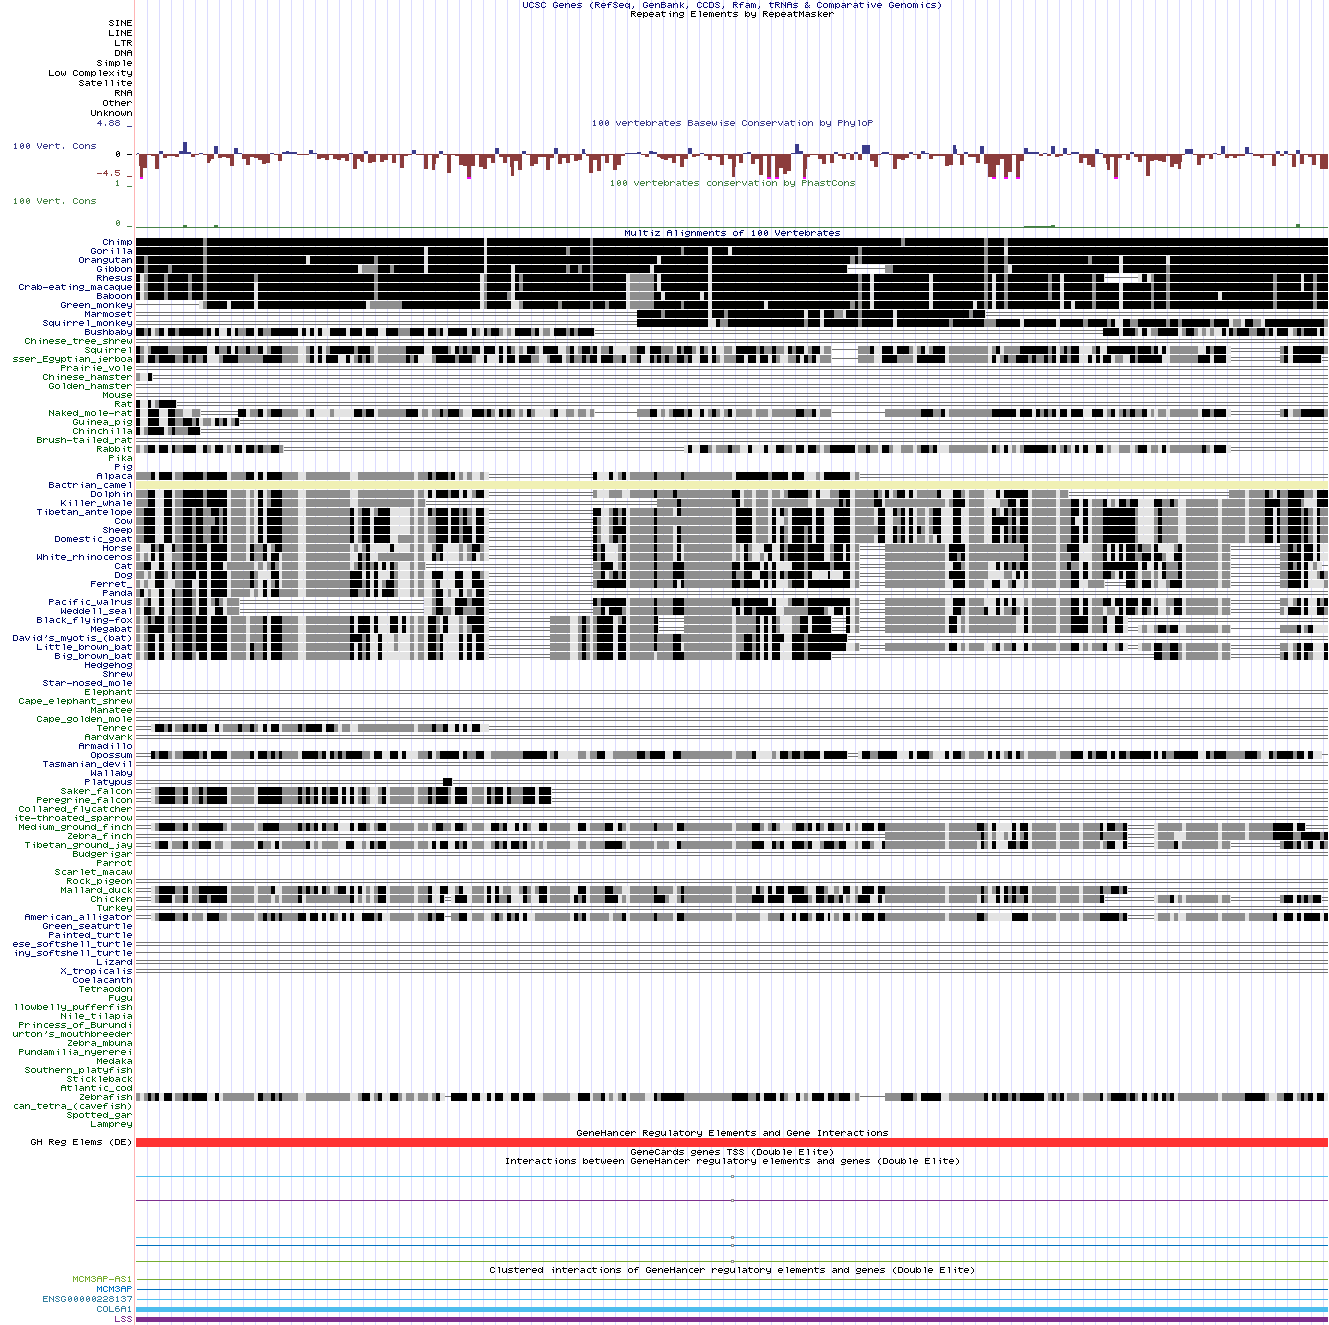 UCSC Genes (RefSeq, GenBank, CCDS, Rfam, tRNAs & Comparative Genomics)
Repeating Elements by RepeatMasker
SINE
LINE
LTR
DNA
Simple
Low Complexity
Satellite
RNA
Other
Unknown
4.88 _
100 vertebrates Basewise Conservation by PhyloP
100 Vert. Cons
0 -
-4.5 _
100 vertebrates conservation by PhastCons
1 _
100 Vert. Cons
0 _
Multiz Alignments of 100 Vertebrates
Chimp
Gorilla
Orangutan
Gibbon
Rhesus
Crab-eating_macaque
Baboon
Green_monkey
Marmoset
Squirrel_monkey
Bushbaby
Chinese_tree_shrew
Squirrel
sser_Egyptian_jerboa
Prairie_vole
Chinese_hamster
Golden_hamster
Mouse
Rat
Naked_mole-rat
Guinea_pig
Chinchilla
Brush-tailed_rat
Rabbit
Pika
Pig
Alpaca
Bactrian_camel
Dolphin
Killer_whale
Tibetan_antelope
Cow
Sheep
Domestic_goat
Horse
White_rhinoceros
Cat
Dog
Ferret_
Panda
Pacific_walrus
Weddell_seal
Black_flying-fox
Megabat
David's_myotis_(bat)
Little_brown_bat
Big_brown_bat
Hedgehog
Shrew
Star-nosed_mole
Elephant
Cape_elephant_shrew
Manatee
Cape_golden_mole
Tenrec
Aardvark
Armadillo
Opossum
Tasmanian_devil
Wallaby
Platypus
Saker_falcon
Peregrine_falcon
Collared_flycatcher
ite-throated_sparrow
Medium_ground_finch
Zebra_finch
Tibetan_ground_jay
Budgerigar
Parrot
Scarlet_macaw
Rock_pigeon
Mallard_duck
Chicken
Turkey
American_alligator
Green_seaturtle
Painted_turtle
ese_softshell_turtle
iny_softshell_turtle
Lizard
X_tropicalis
Coelacanth
Tetraodon
Fugu
llowbelly_pufferfish
Nile_tilapia
Princess_of_Burundi
urton's_mouthbreeder
Zebra_mbuna
Pundamilia_nyererei
Medaka
Southern_platyfish
Stickleback
Atlantic_cod
Zebrafish
can_tetra_(cavefish)
Spotted_gar
Lamprey
GeneHancer Regulatory Elements and Gene Interactions
GH Reg Elems (DE)
GeneCards genes TSS (Double Elite)
Interactions between GeneHancer regulatory elements and genes (Double Elite)
Clustered interactions of GeneHancer regulatory elements and genes (Double Elite)
MCM3AP-AS1
MCM3AP
ENSG00000228137
COL6A1
LSS